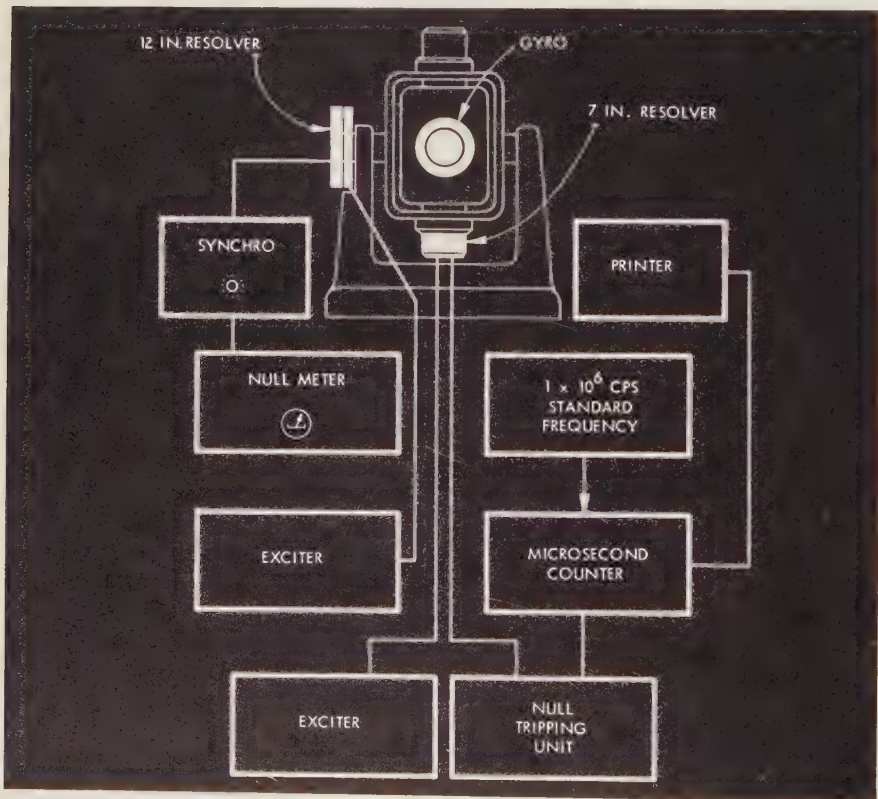 12 IN. RESOLVER
GYRO
7 IN. RESOLVER
SYNCHRO
PRINTER
NULL METER
1 x 10⁶ CPS
STANDARD
FREQUENCY
EXCITER
MICROSECOND
COUNTER
EXCITER
NULL
TRIPPING
UNIT